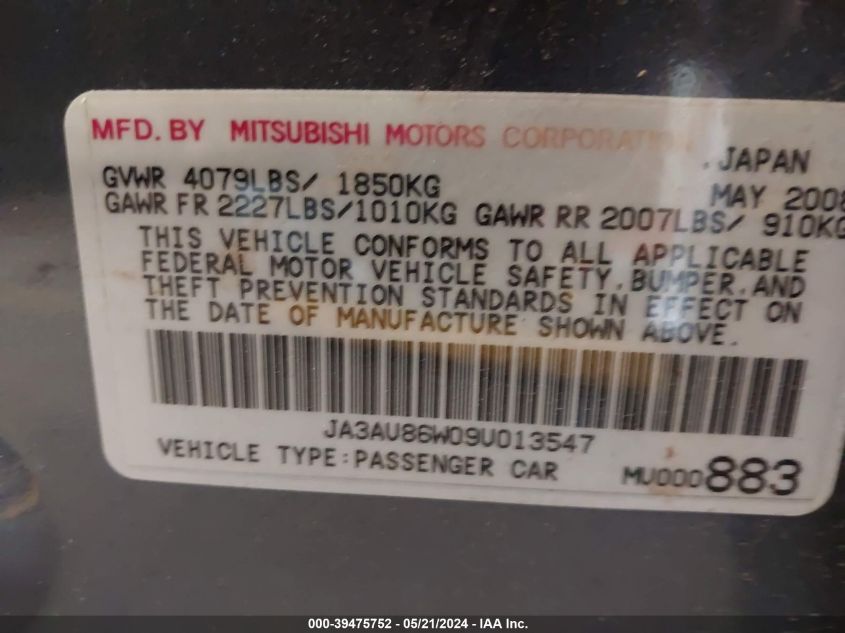 MFD. BY MITSUBISHI MOTORS CORPORATION
. JAPAN
GVWR 4079LBS/ 1850KG MAY 2008
GAWR FR 2227LBS/1010KG GAWR RR 2007LBS/ 910KG
THIS VEHICLE CONFORMS TO ALL APPLICABLE
FEDERAL MOTOR VEHICLE SAFETY, BUMPER, AND
THEFT PREVENTION STANDARDS IN EFFECT ON
THE DATE OF MANUFACTURE SHOWN ABOVE.
JA3AU86W09U013547
VEHICLE TYPE:PASSENGER CAR MU000883
000-39475752 - 05/21/2024 - IAA Inc.